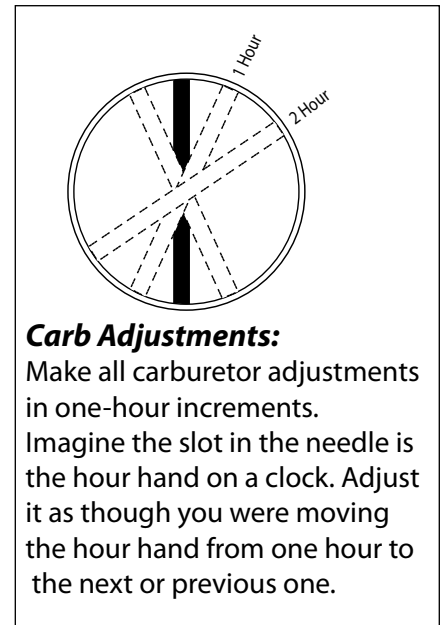 1 Hour
2 Hour
Carb Adjustments:
Make all carburetor adjustments
in one-hour increments.
Imagine the slot in the needle is
the hour hand on a clock. Adjust
it as though you were moving
the hour hand from one hour to
the next or previous one.